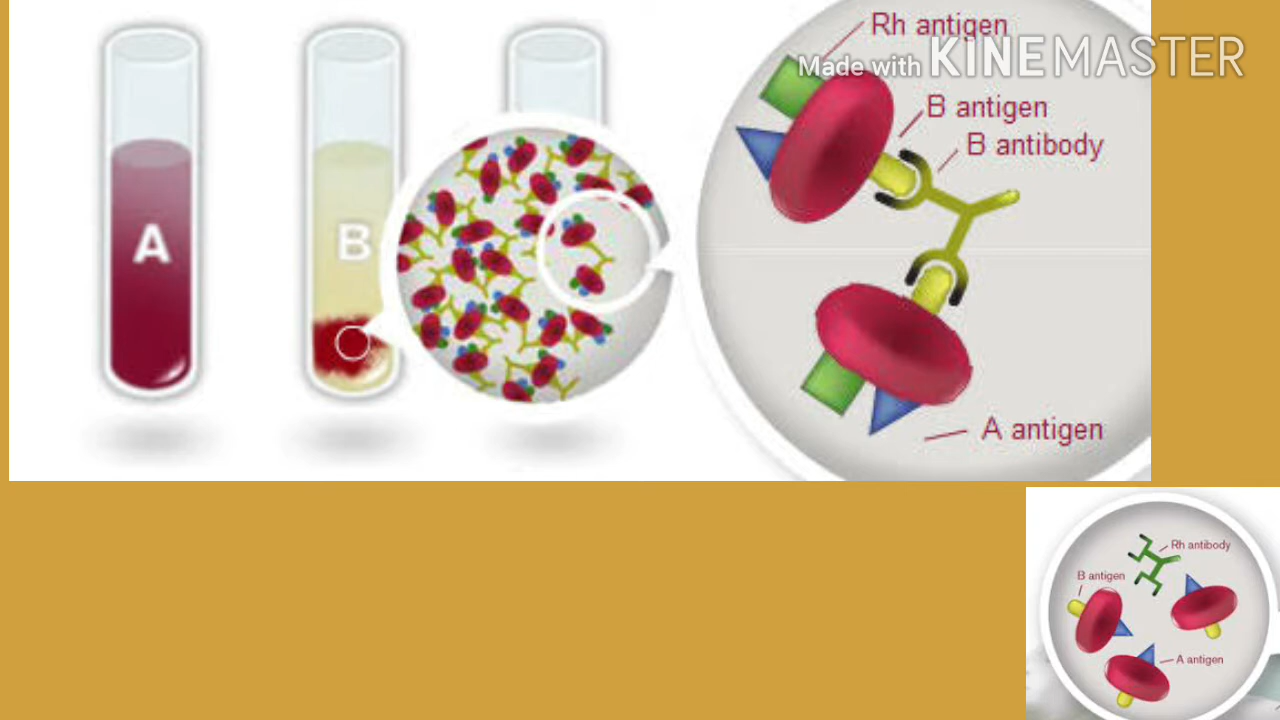 Rh antigen
Made with KINEMASTER
B antigen
B antibody
A
B
A antigen
Rh antibody
B antigen
A antigen